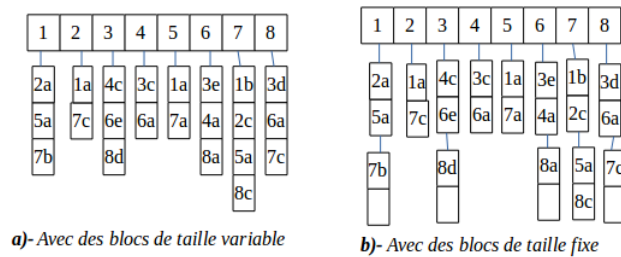 1 2 3 4 5 6 7 8
2a 1a 4c 3c 1a 3e 1b 3d
5a 7c 6e 6a 7a 4a 2c 6a
7b 8d 8a 5a 7c
8c
a)- Avec des blocs de taille variable
1 2 3 4 5 6 7 8
2a 1a 4c 3c 1a 3e 1b 3d
5a 7c 6e 6a 7a 4a 2c 6a
7b 8d 8a 5a 7c
8c
b)- Avec des blocs de taille fixe